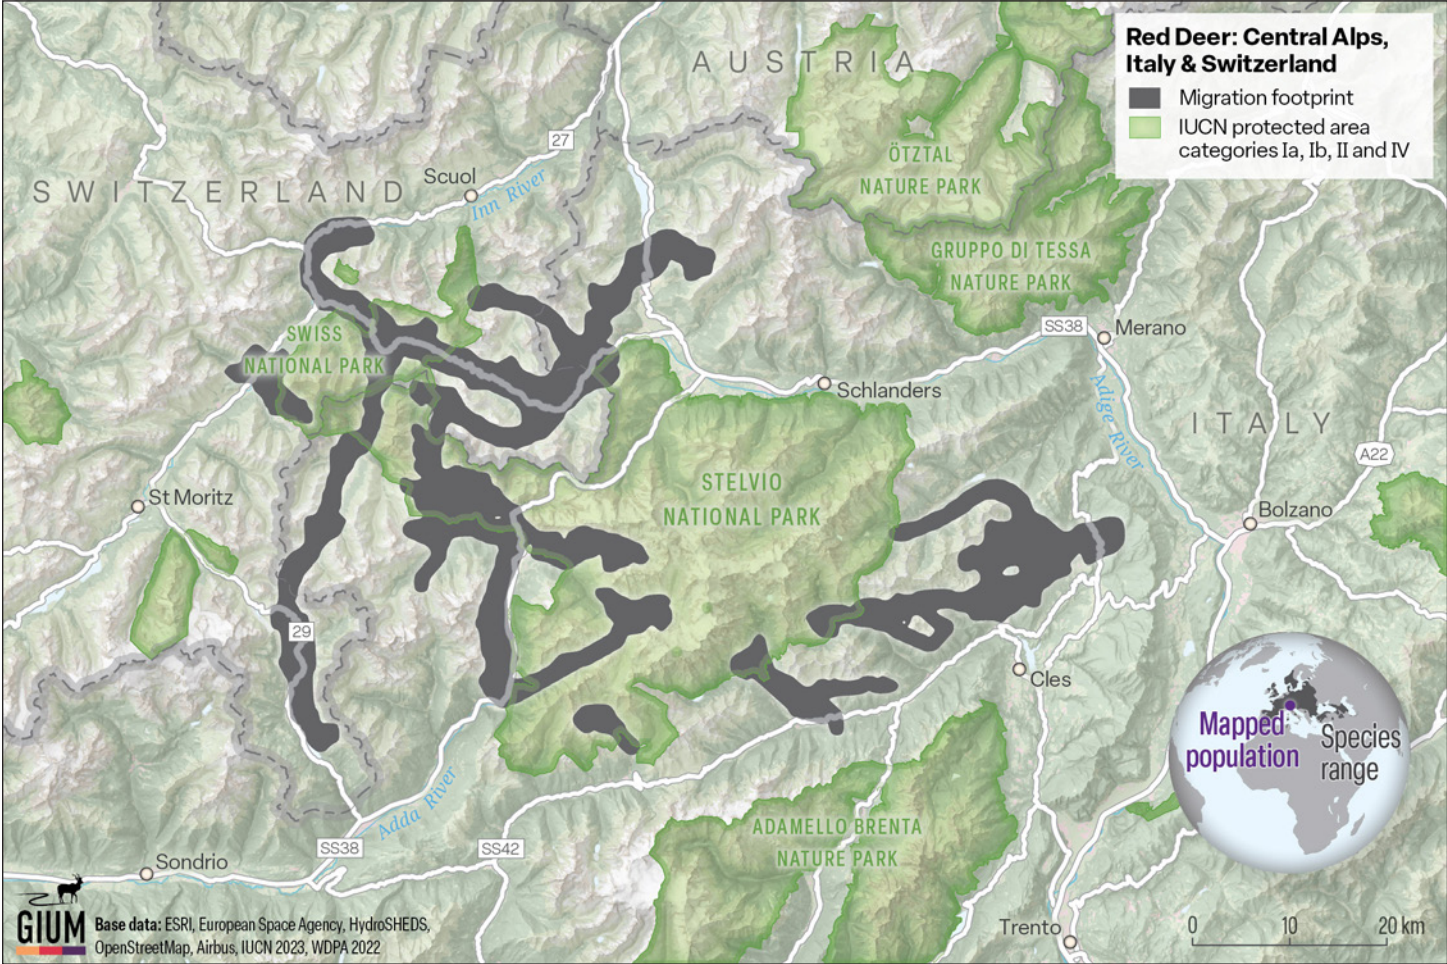 Red Deer: Central Alps,
Italy & Switzerland
Migration footprint
IUCN protected area
categories Ia, Ib, II and IV
AUSTRIA
27
ÖTZTAL
NATURE PARK
Scuol
SWITZERLAND
Inn River
GRUPPO DI TESSA
NATURE PARK
SWISS
NATIONAL PARK
SS38
Merano
Schlanders
Adige River
ITALY
A22
STELVIO
NATIONAL PARK
St Moritz
Bolzano
29
Cles
Mapped
population
Species
range
Adda River
ADAMELLO BRENTA
NATURE PARK
SS38
SS42
Sondrio
Trento
0 10 20 km
GIUM
Base data: ESRI, European Space Agency, HydroSHEDS,
OpenStreetMap, Airbus, IUCN 2023, WDPA 2022